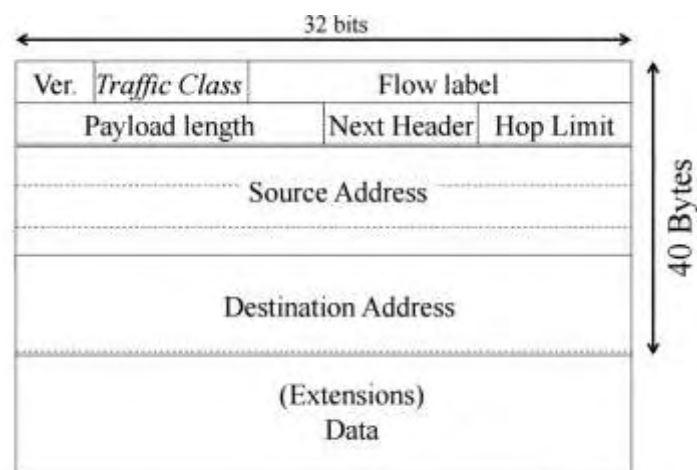 32 bits
Ver. Traffic Class Flow label
Payload length Next Header Hop Limit
Source Address
Destination Address
40 Bytes
(Extensions)
Data